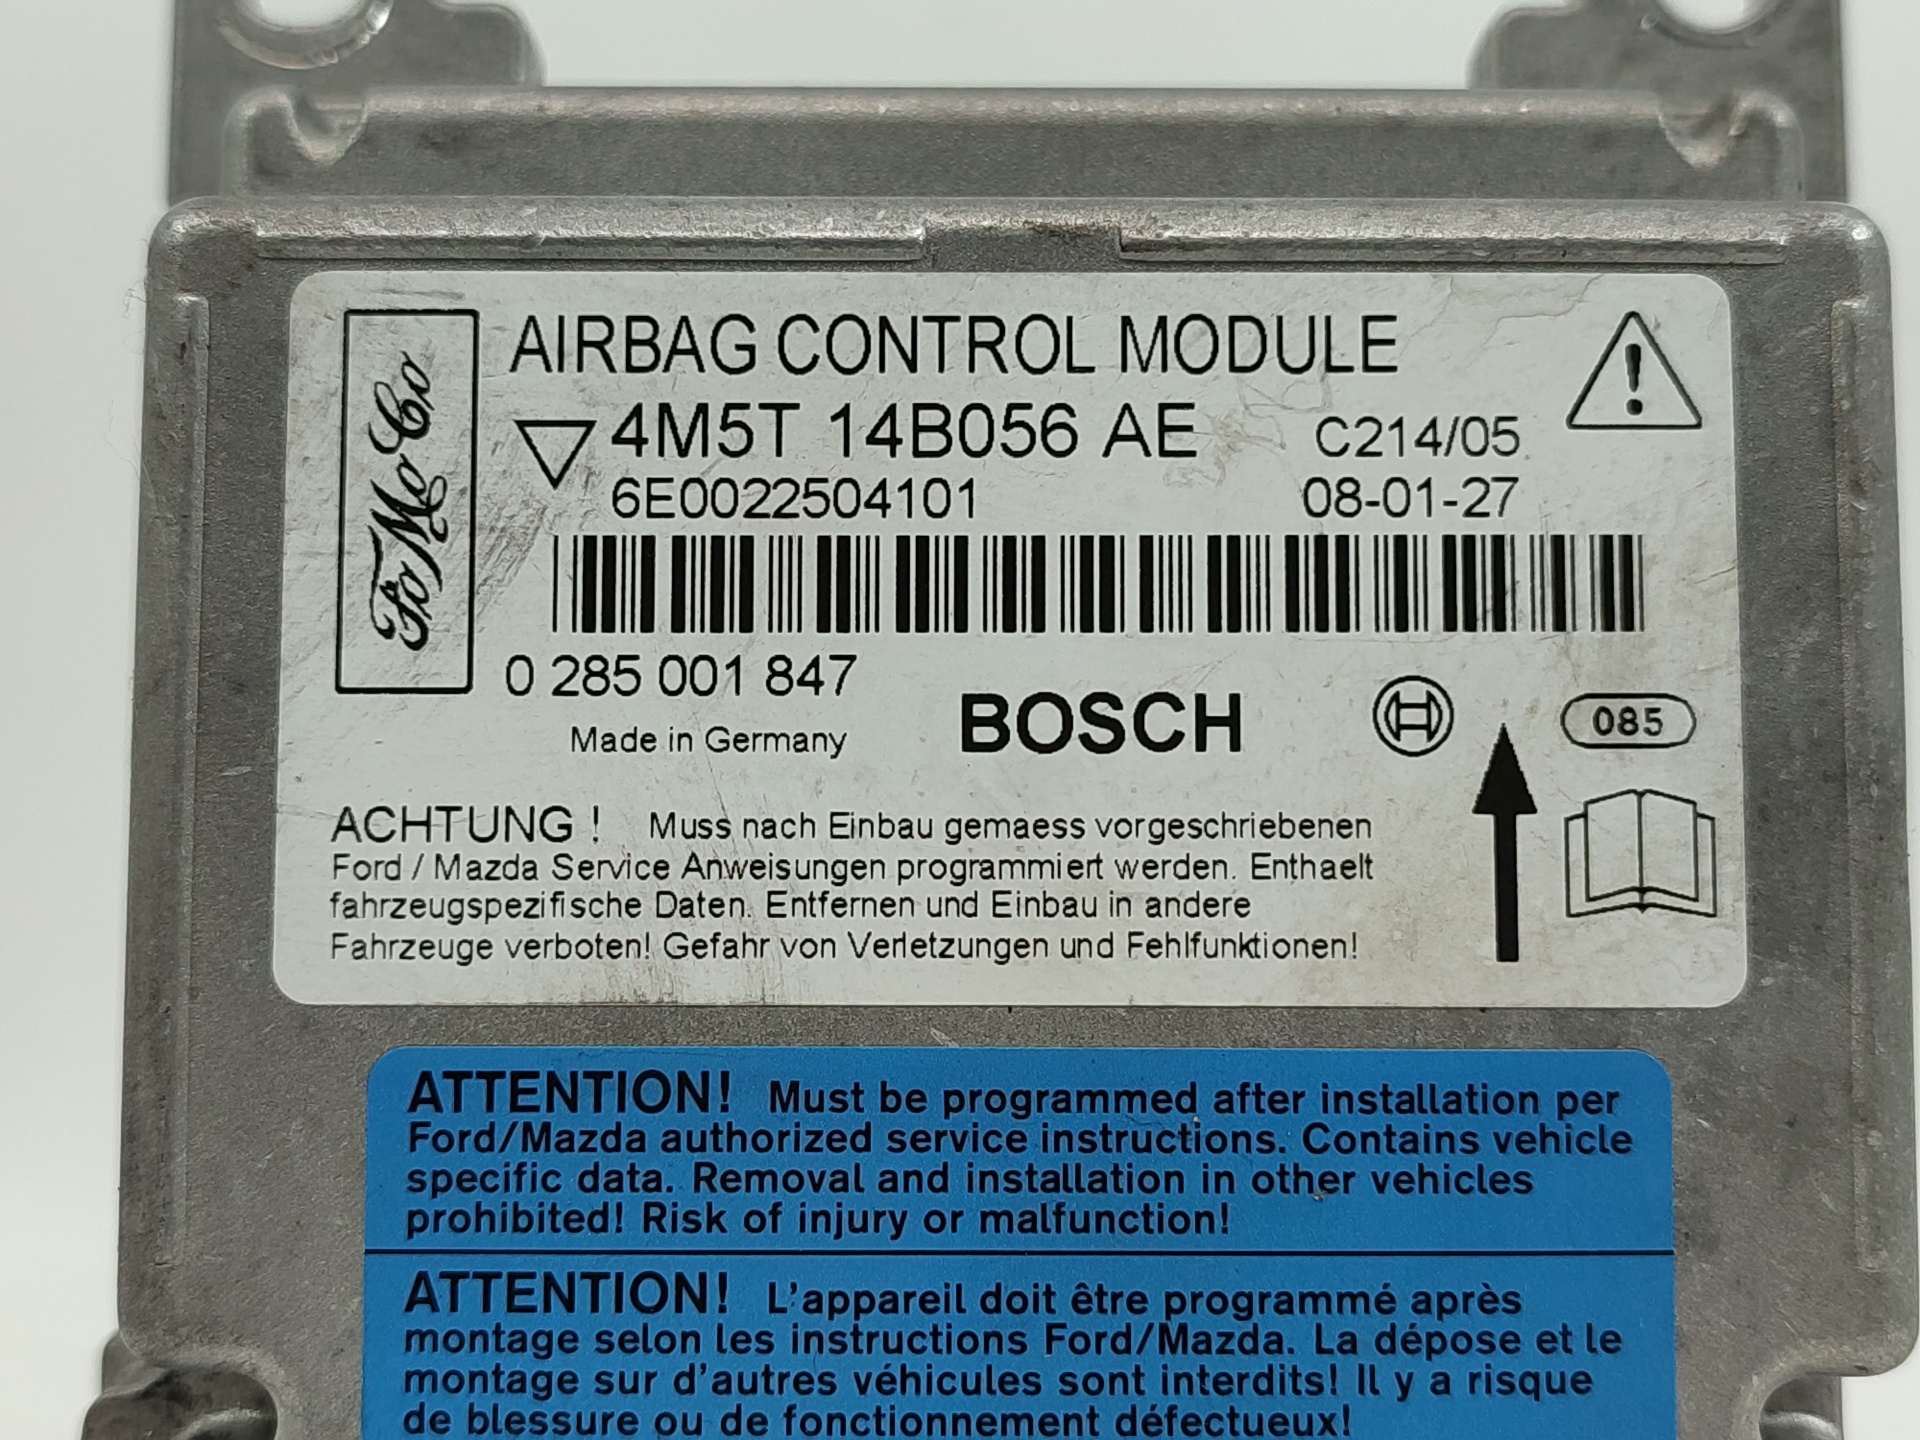 FoMoCo
AIRBAG CONTROL MODULE
4M5T 14B056 AE C214/05
6E0022504101 08-01-27
0 285 001 847
Made in Germany
BOSCH
085
ACHTUNG ! Muss nach Einbau gemaess vorgeschriebenen
Ford / Mazda Service Anweisungen programmiert werden. Enthaelt
fahrzeugspezifische Daten. Entfernen und Einbau in andere
Fahrzeuge verboten! Gefahr von Verletzungen und Fehlfunktionen!
ATTENTION! Must be programmed after installation per
Ford/Mazda authorized service instructions. Contains vehicle
specific data. Removal and installation in other vehicles
prohibited! Risk of injury or malfunction!
ATTENTION! L'appareil doit être programmé après
montage selon les instructions Ford/Mazda. La dépose et le
montage sur d'autres véhicules sont interdits! Il y a risque
de blessure ou de fonctionnement défectueux!